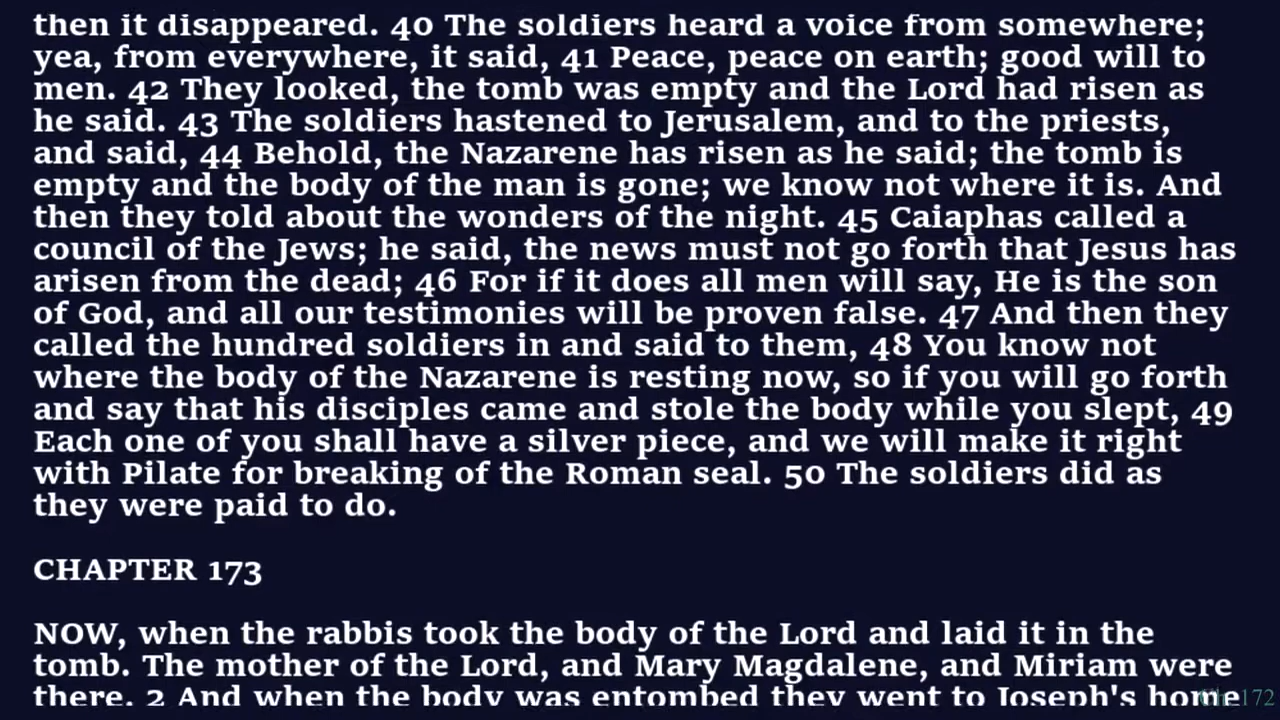 then it disappeared. 40 The soldiers heard a voice from somewhere;
yea, from everywhere, it said, 41 Peace, peace on earth; good will to
men. 42 They looked, the tomb was empty and the Lord had risen as
he said. 43 The soldiers hastened to Jerusalem, and to the priests,
and said, 44 Behold, the Nazarene has risen as he said; the tomb is
empty and the body of the man is gone; we know not where it is. And
then they told about the wonders of the night. 45 Caiaphas called a
council of the Jews; he said, the news must not go forth that Jesus has
arisen from the dead; 46 For if it does all men will say, He is the son
of God, and all our testimonies will be proven false. 47 And then they
called the hundred soldiers in and said to them, 48 You know not
where the body of the Nazarene is resting now, so if you will go forth
and say that his disciples came and stole the body while you slept, 49
Each one of you shall have a silver piece, and we will make it right
with Pilate for breaking of the Roman seal. 50 The soldiers did as
they were paid to do.
CHAPTER 173
NOW, when the rabbis took the body of the Lord and laid it in the
tomb. The mother of the Lord, and Mary Magdalene, and Miriam were
there. 2 And when the body was entombed they went to Joseph's home
Ch. 172